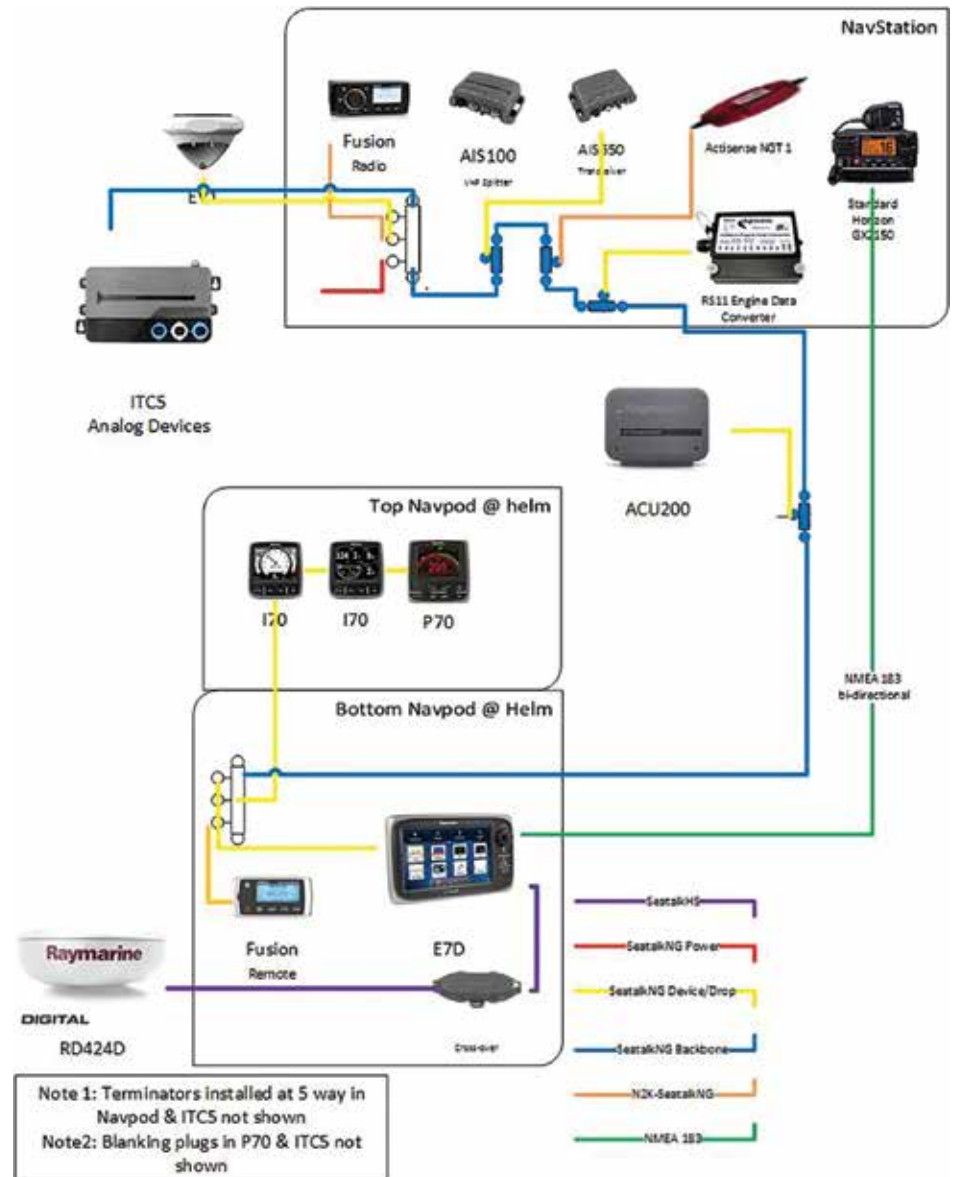 NavStation
Fusion
Radio
AIS100
VHF Splitter
AIS650
Transceiver
Actisense NGT 1
16
Standard
Horizon
GX2150
RS11 Engine Data
Converter
ITC5
Analog Devices
ACU200
Top Navpod @ helm
I70
I70
P70
NMEA 183
bi-directional
Bottom Navpod @ Helm
Fusion
Remote
E7D
Cross-over
Raymarine
DIGITAL
RD424D
SeatalkHS
SeatalkNG Power
SeatalkNG Device/Drop
SeatalkNG Backbone
N2K-SeatalkNG
NMEA 183
Note 1: Terminators installed at 5 way in
Navpod & ITC5 not shown
Note2: Blanking plugs in P70 & ITC5 not
shown